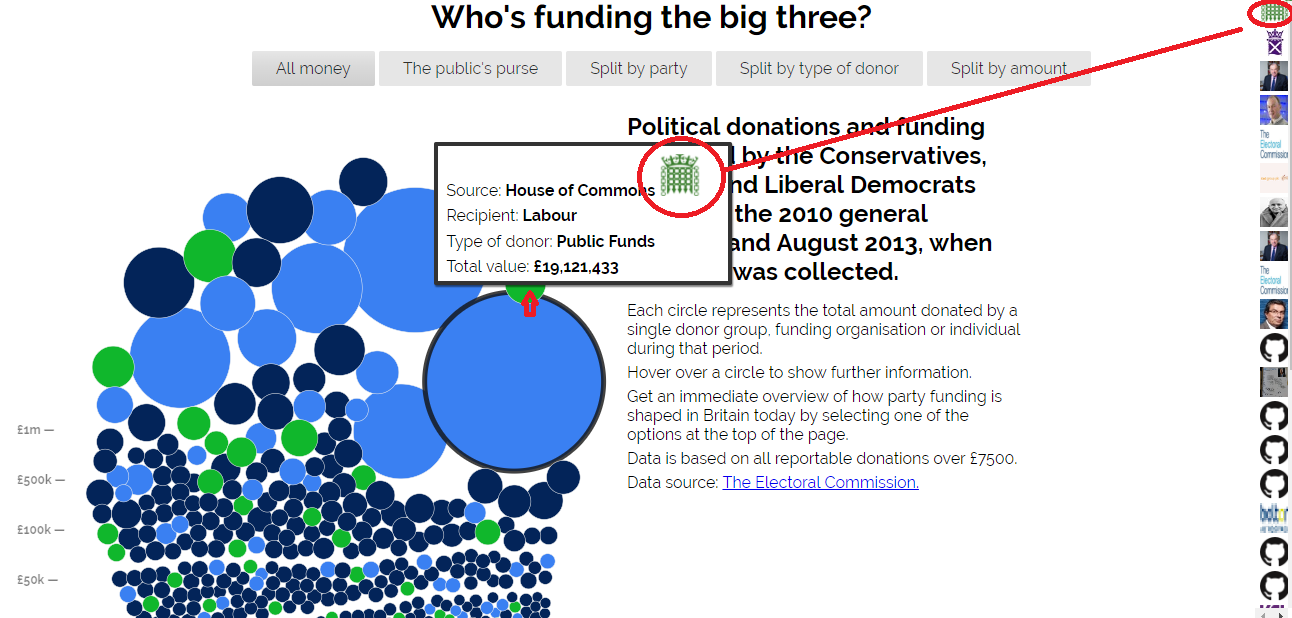 Who's funding the big three?
All money
The public's purse
Split by party
Split by type of donor
Split by amount
Political donations and funding
by the Conservatives,
nd Liberal Democrats
the 2010 general
and August 2013, when
was collected.
Source: House of Commons
Recipient: Labour
Type of donor: Public Funds
Total value: £19,121,433
Each circle represents the total amount donated by a
single donor group, funding organisation or individual
during that period.
Hover over a circle to show further information.
Get an immediate overview of how party funding is
shaped in Britain today by selecting one of the
options at the top of the page.
Data is based on all reportable donations over £7500.
Data source: The Electoral Commission.
£1m
£500k
£100k
£50k
The
Electoral
Commission
The
Electoral
Commission